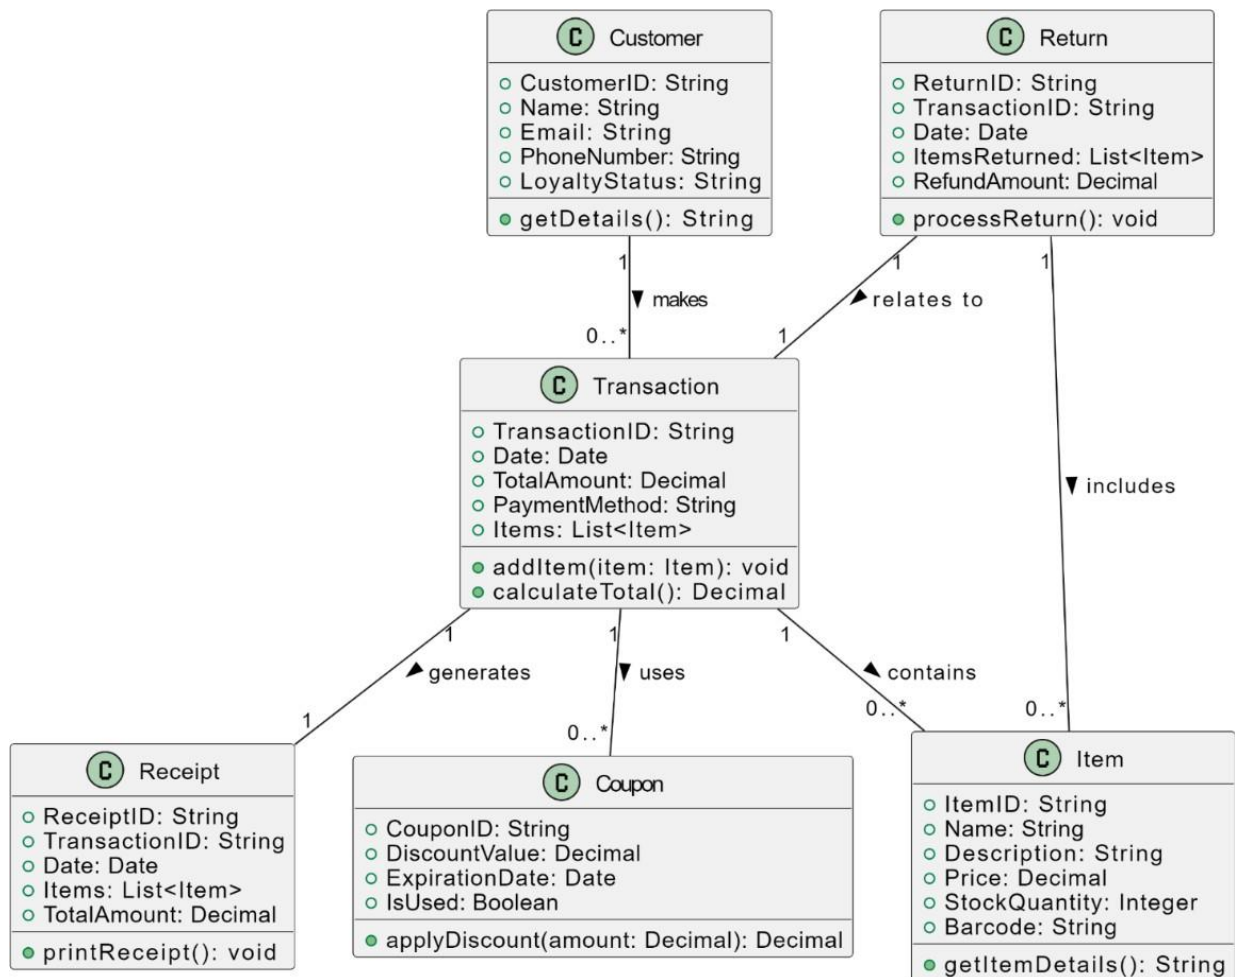 C Customer
CustomerID: String
Name: String
Email: String
PhoneNumber: String
LoyaltyStatus: String
getDetails(): String
C Return
ReturnID: String
TransactionID: String
Date: Date
ItemsReturned: List<Item>
RefundAmount: Decimal
processReturn(): void
1
makes
0..*
1
relates to
1
1
includes
0..*
C Transaction
TransactionID: String
Date: Date
TotalAmount: Decimal
PaymentMethod: String
Items: List<Item>
addItem(item: Item): void
calculateTotal(): Decimal
1
generates
1
1
uses
0..*
1
contains
0..*
C Receipt
ReceiptID: String
TransactionID: String
Date: Date
Items: List<Item>
TotalAmount: Decimal
printReceipt(): void
C Coupon
CouponID: String
DiscountValue: Decimal
ExpirationDate: Date
IsUsed: Boolean
applyDiscount(amount: Decimal): Decimal
C Item
ItemID: String
Name: String
Description: String
Price: Decimal
StockQuantity: Integer
Barcode: String
getItemDetails(): String